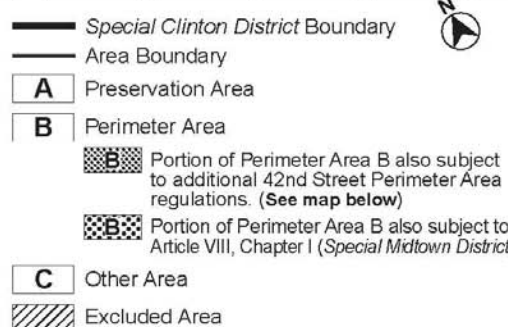 N
Special Clinton District Boundary
Area Boundary
A Preservation Area
B Perimeter Area
B Portion of Perimeter Area B also subject
to additional 42nd Street Perimeter Area
regulations. (See map below)
B Portion of Perimeter Area B also subject to
Article VIII, Chapter I (Special Midtown District
C Other Area
Excluded Area